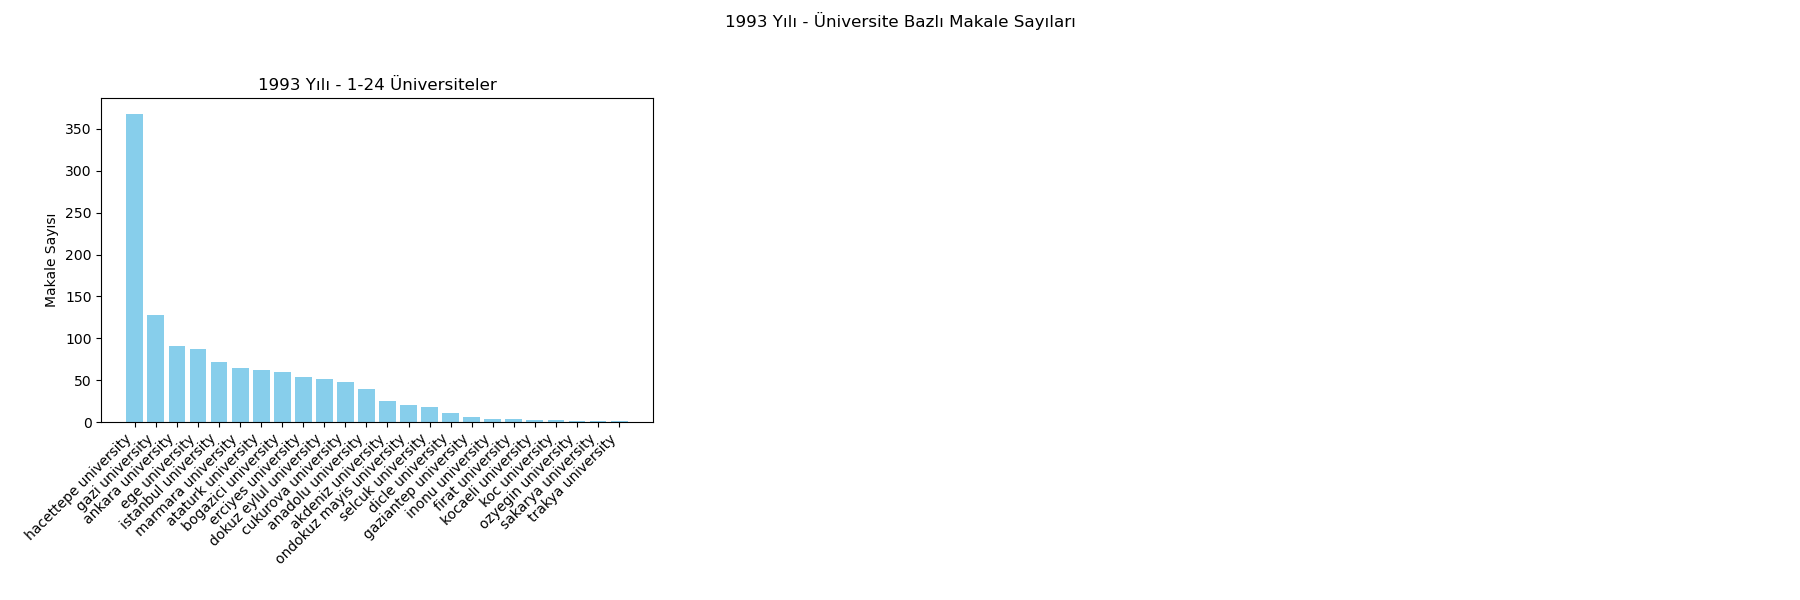 1993 Yılı - Üniversite Bazlı Makale Sayıları
1993 Yılı - 1-24 Üniversiteler
Makale Sayısı
350
300
250
200
150
100
50
0
hacettepe university
gazi university
ankara university
ege university
istanbul university
marmara university
ataturk university
bogazici university
erciyes university
dokuz eylul university
cukurova university
anadolu university
akdeniz university
ondokuz mayis university
selcuk university
dicle university
gaziantep university
inonu university
firat university
kocaeli university
koc university
ozyegin university
sakarya university
trakya university